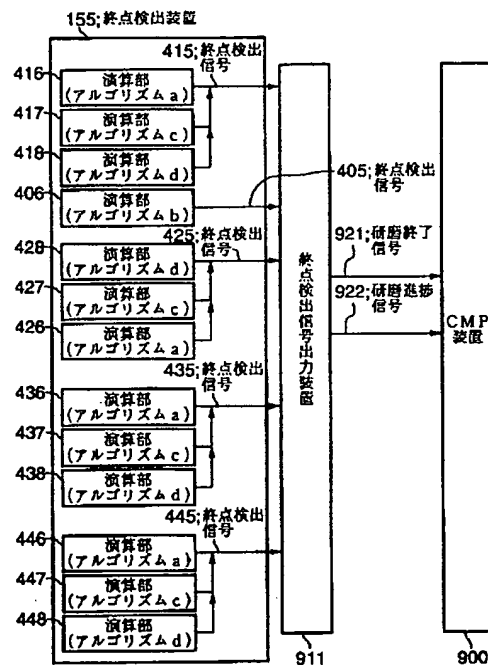 155;終点検出装置
415;終点検出
信号
416
演算部
(アルゴリズムa)
417
演算部
(アルゴリズムc)
418
演算部
(アルゴリズムd)
406
演算部
(アルゴリズムb)
405;終点検出
信号
425;終点検出
信号
428
演算部
(アルゴリズムd)
427
演算部
(アルゴリズムc)
426
演算部
(アルゴリズムa)
435;終点検出
信号
436
演算部
(アルゴリズムa)
437
演算部
(アルゴリズムc)
438
演算部
(アルゴリズムd)
445;終点検出
信号
446
演算部
(アルゴリズムa)
447
演算部
(アルゴリズムc)
448
演算部
(アルゴリズムd)
終点検出信号出力装置
911
921;研磨終了
信号
922;研磨進捗
信号
CMP
装置
900